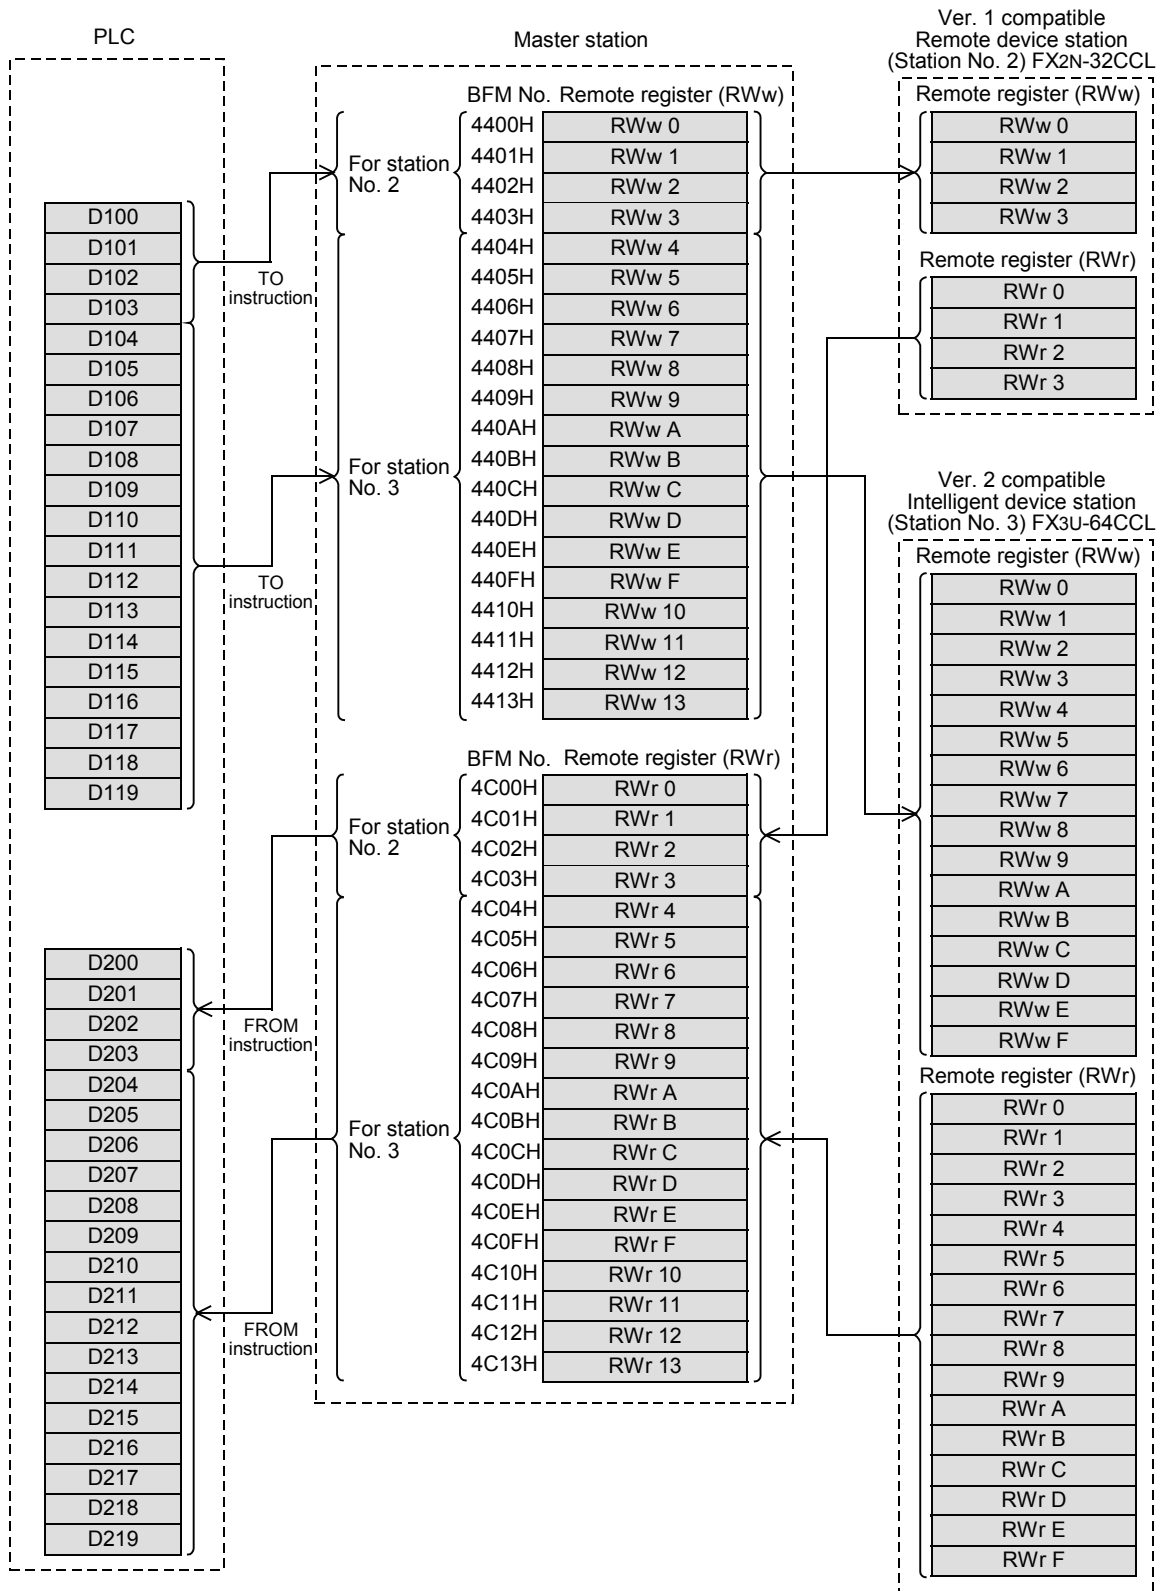 PLC
D100
D101
D102
D103
D104
D105
D106
D107
D108
D109
D110
D111
D112
D113
D114
D115
D116
D117
D118
D119
D200
D201
D202
D203
D204
D205
D206
D207
D208
D209
D210
D211
D212
D213
D214
D215
D216
D217
D218
D219
TO
instruction
TO
instruction
FROM
instruction
FROM
instruction
Master station
BFM No. Remote register (RWw)
For station
No. 2
For station
No. 3
4400H RWw 0
4401H RWw 1
4402H RWw 2
4403H RWw 3
4404H RWw 4
4405H RWw 5
4406H RWw 6
4407H RWw 7
4408H RWw 8
4409H RWw 9
440AH RWw A
440BH RWw B
440CH RWw C
440DH RWw D
440EH RWw E
440FH RWw F
4410H RWw 10
4411H RWw 11
4412H RWw 12
4413H RWw 13
BFM No. Remote register (RWr)
For station
No. 2
For station
No. 3
4C00H RWr 0
4C01H RWr 1
4C02H RWr 2
4C03H RWr 3
4C04H RWr 4
4C05H RWr 5
4C06H RWr 6
4C07H RWr 7
4C08H RWr 8
4C09H RWr 9
4C0AH RWr A
4C0BH RWr B
4C0CH RWr C
4C0DH RWr D
4C0EH RWr E
4C0FH RWr F
4C10H RWr 10
4C11H RWr 11
4C12H RWr 12
4C13H RWr 13
Ver. 1 compatible
Remote device station
(Station No. 2) FX2N-32CCL
Remote register (RWw)
RWw 0
RWw 1
RWw 2
RWw 3
Remote register (RWr)
RWr 0
RWr 1
RWr 2
RWr 3
Ver. 2 compatible
Intelligent device station
(Station No. 3) FX3U-64CCL
Remote register (RWw)
RWw 0
RWw 1
RWw 2
RWw 3
RWw 4
RWw 5
RWw 6
RWw 7
RWw 8
RWw 9
RWw A
RWw B
RWw C
RWw D
RWw E
RWw F
Remote register (RWr)
RWr 0
RWr 1
RWr 2
RWr 3
RWr 4
RWr 5
RWr 6
RWr 7
RWr 8
RWr 9
RWr A
RWr B
RWr C
RWr D
RWr E
RWr F